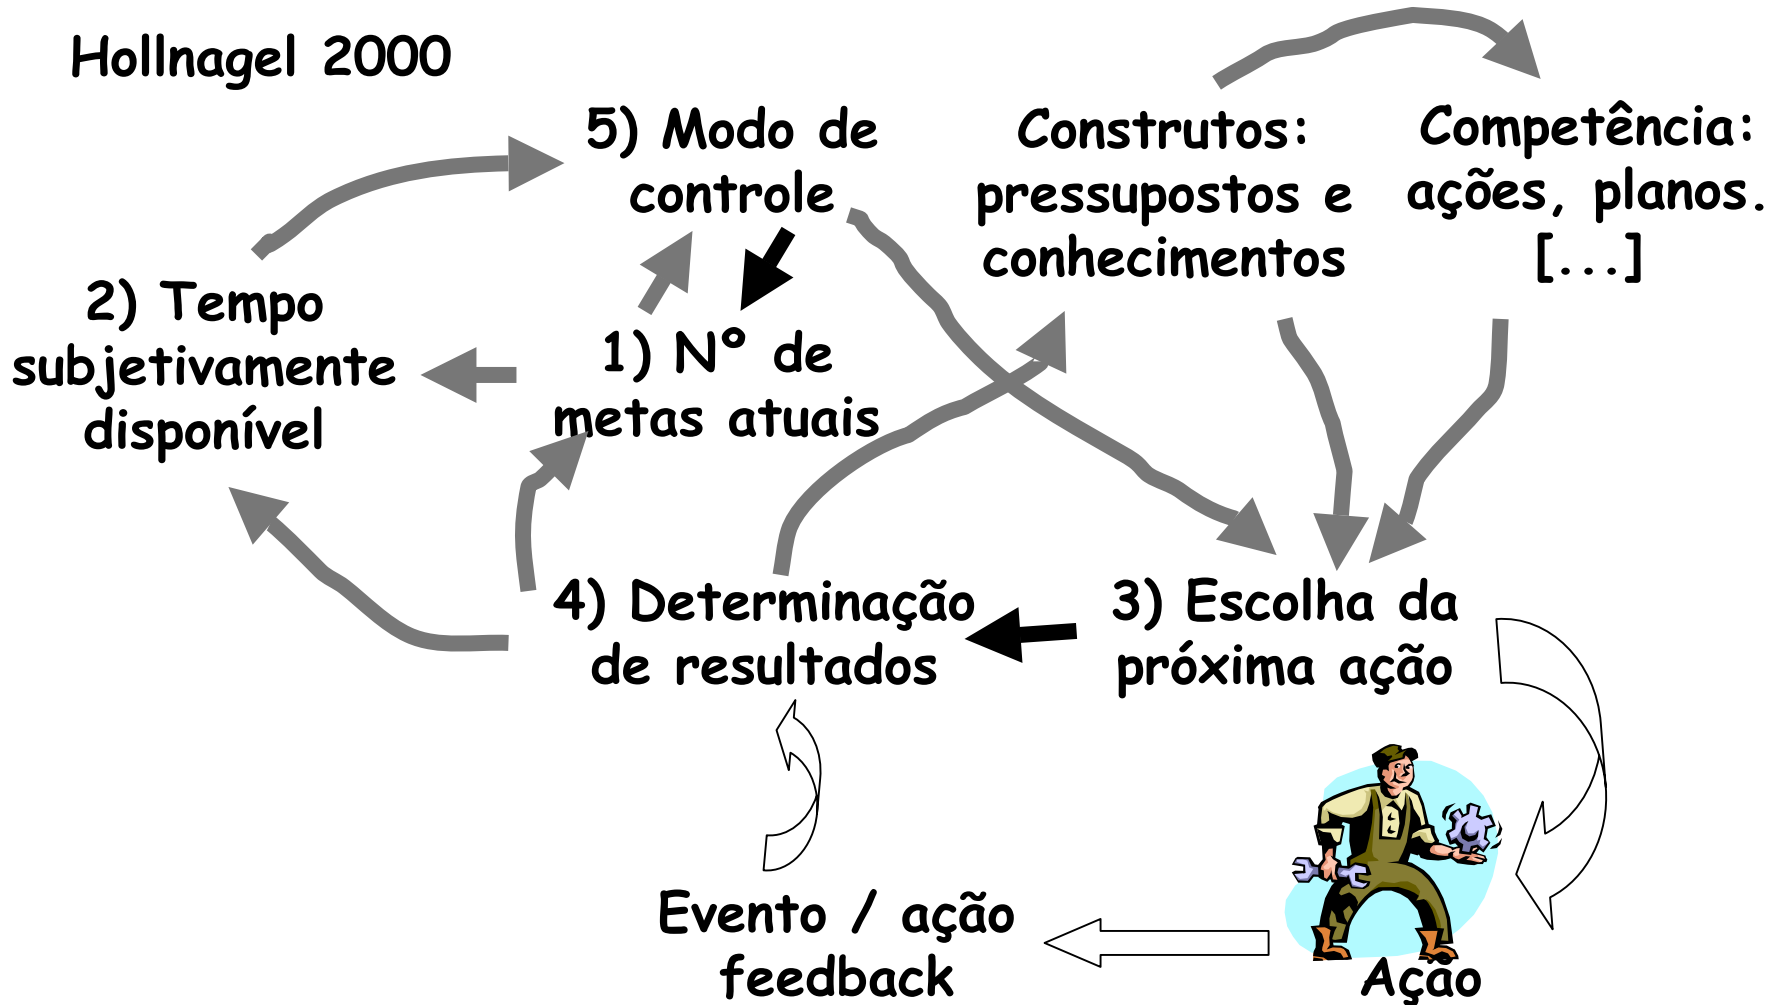 Hollnagel 2000
5) Modo de
controle
Construtos:
pressupostos e
conhecimentos
Competência:
ações, planos.
[...]
2) Tempo
subjetivamente
disponível
1) Nº de
metas atuais
4) Determinação
de resultados
3) Escolha da
próxima ação
Evento / ação
feedback
Ação